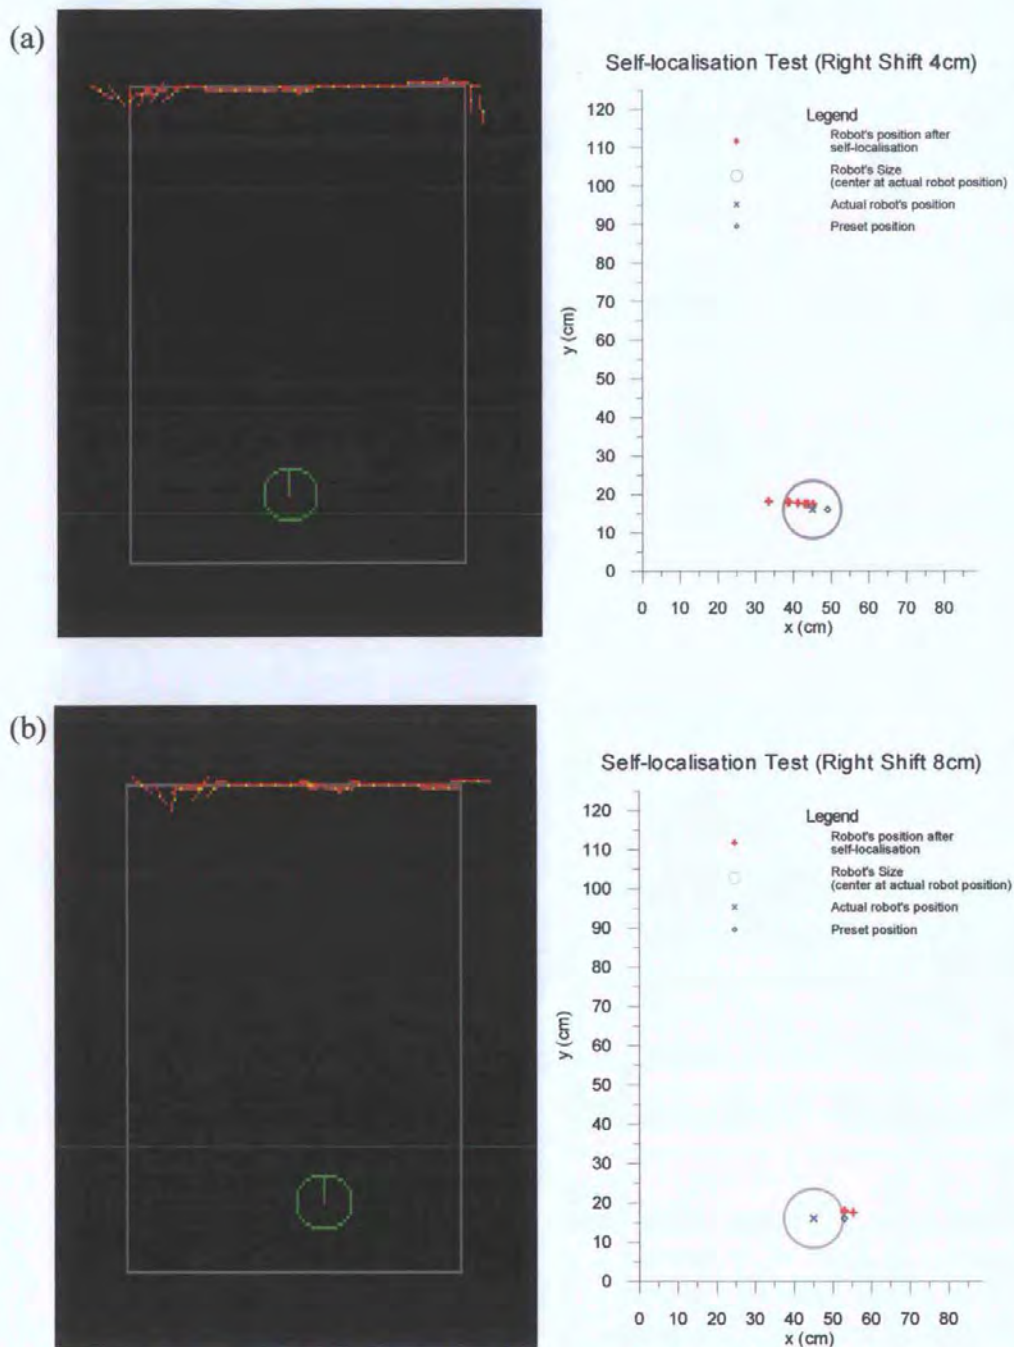 (a)
Self-localisation Test (Right Shift 4cm)
120
110
100
90
80
70
60
50
40
30
20
10
0
y (cm)
Legend
Robot's position after
self-localisation
Robot's Size
(center at actual robot position)
Actual robot's position
Preset position
0 10 20 30 40 50 60 70 80
x (cm)
(b)
Self-localisation Test (Right Shift 8cm)
120
110
100
90
80
70
60
50
40
30
20
10
0
y (cm)
Legend
Robot's position after
self-localisation
Robot's Size
(center at actual robot position)
Actual robot's position
Preset position
0 10 20 30 40 50 60 70 80
x (cm)